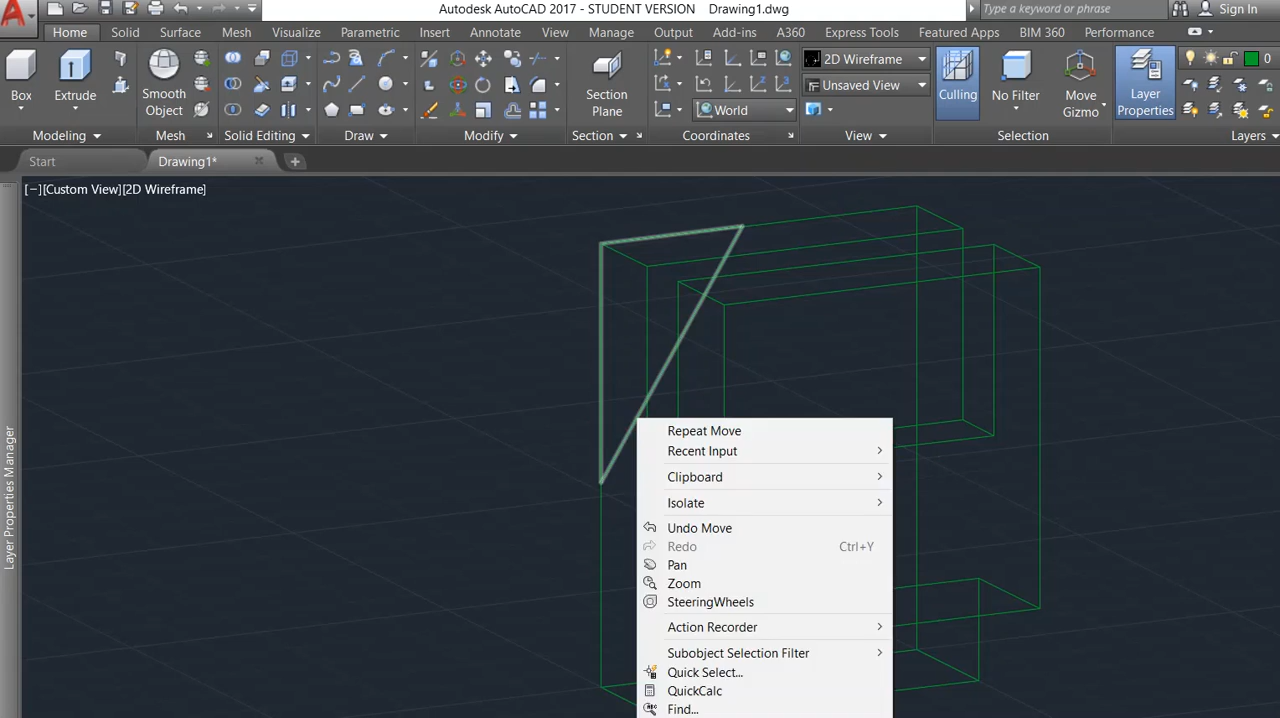 Autodesk AutoCAD 2017 - STUDENT VERSION Drawing1.dwg
Type a keyword or phrase
Sign In
Home Solid Surface Mesh Visualize Parametric Insert Annotate View Manage Output Add-ins A360 Express Tools Featured Apps BIM 360 Performance
Box
Extrude
Smooth
Object
Section
Plane
World
2D Wireframe
Unsaved View
Culling
No Filter
Move
Gizmo
Layer
Properties
0
Modeling
Mesh
Solid Editing
Draw
Modify
Section
Coordinates
View
Selection
Layers
Start
Drawing1*
[−][Custom View][2D Wireframe]
Layer Properties Manager
Repeat Move
Recent Input
Clipboard
Isolate
Undo Move
Redo Ctrl+Y
Pan
Zoom
SteeringWheels
Action Recorder
Subobject Selection Filter
Quick Select...
QuickCalc
Find...